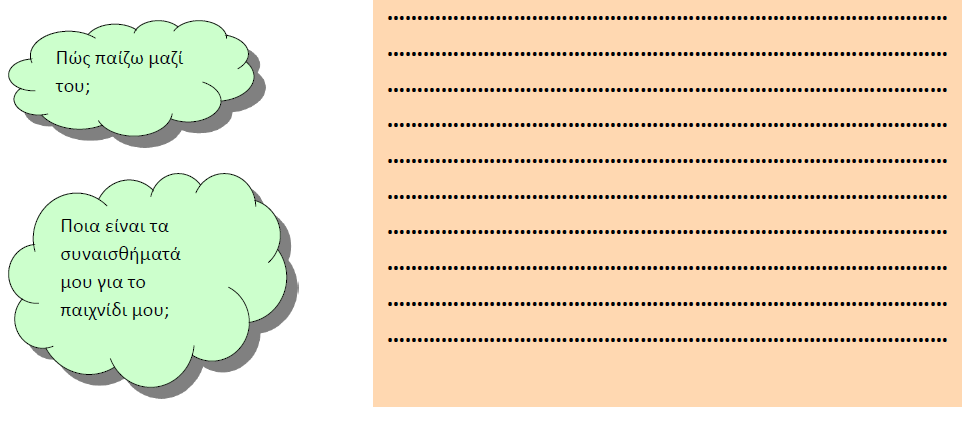 Πώς παίζω μαζί
του;
Ποια είναι τα
συναισθήματά
μου για το
παιχνίδι μου;